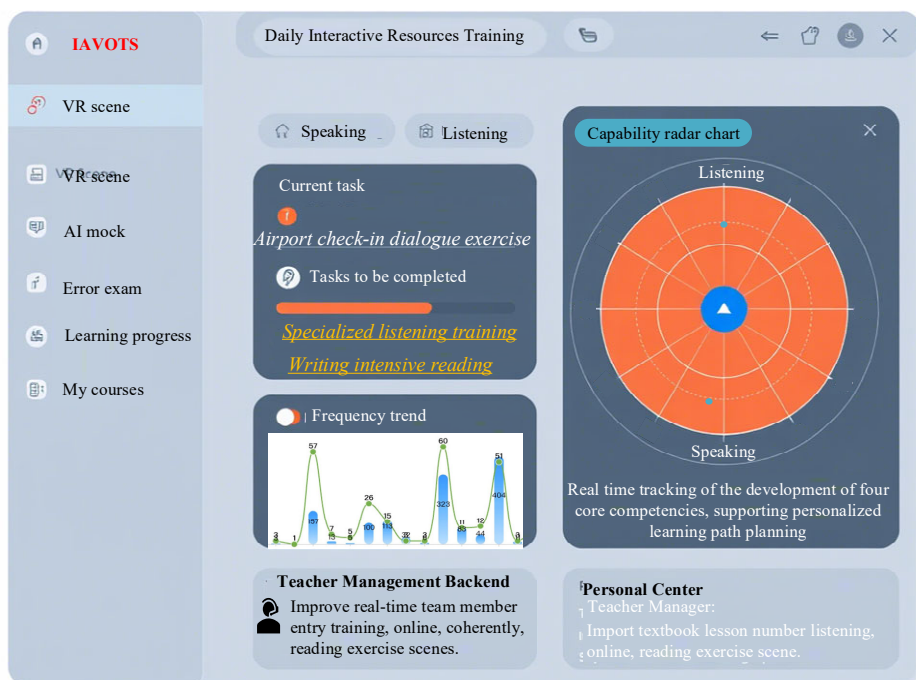 IAVOTS
Daily Interactive Resources Training
VR scene
VR scene
AI mock
Error exam
Learning progress
My courses
Speaking
Listening
Current task
Airport check-in dialogue exercise
Tasks to be completed
Specialized listening training
Writing intensive reading
Frequency trend
57
60
51
26
15
7
5
11
12
1
157
100
113
323
404
44
Capability radar chart
Listening
Speaking
Real time tracking of the development of four
core competencies, supporting personalized
learning path planning
Teacher Management Backend
Improve real-time team member
entry training, online, coherently,
reading exercise scenes.
Personal Center
Teacher Manager:
Import textbook lesson number listening,
online, reading exercise scene.